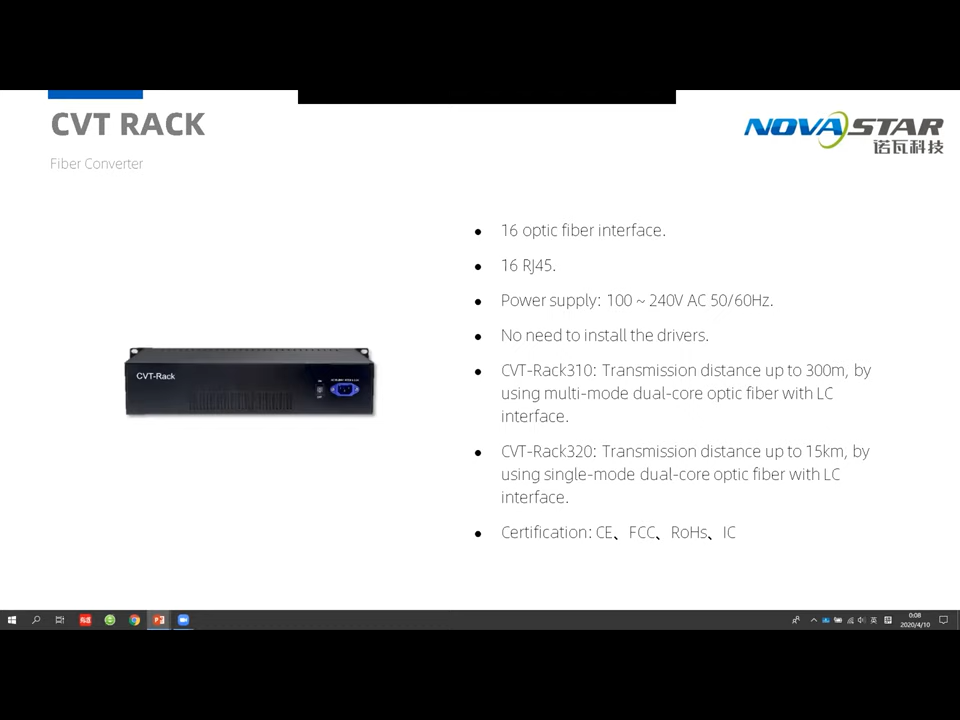 CVT RACK
Fiber Converter
NOVASTAR
诺瓦科技
CVT-Rack
● 16 optic fiber interface.
● 16 RJ45.
● Power supply: 100 ~ 240V AC 50/60Hz.
● No need to install the drivers.
● CVT-Rack310: Transmission distance up to 300m, by
using multi-mode dual-core optic fiber with LC
interface.
● CVT-Rack320: Transmission distance up to 15km, by
using single-mode dual-core optic fiber with LC
interface.
● Certification: CE、FCC、RoHs、IC
英
0:08
2020/4/10